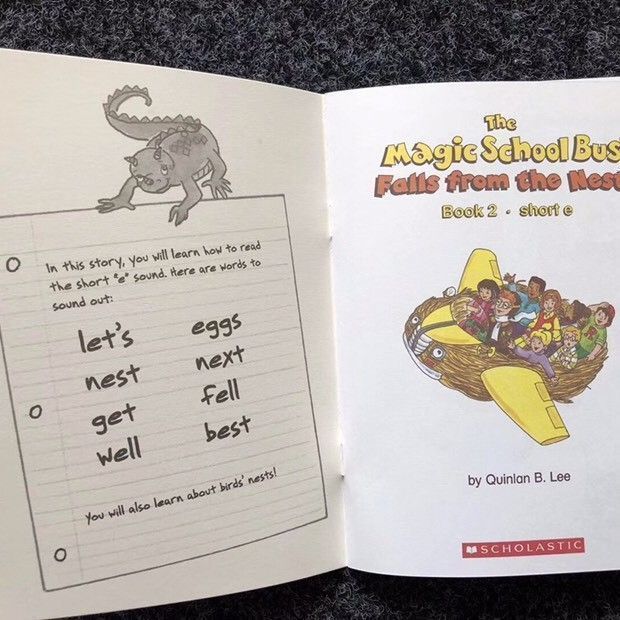 In this story, you will learn how to read
the short "e" sound. Here are words to
sound out:
let's eggs
nest next
get fell
well best
You will also learn about birds' nests!
The
Magic School Bus
Falls from the Nest
Book 2 · short e
by Quinlan B. Lee
SCHOLASTIC